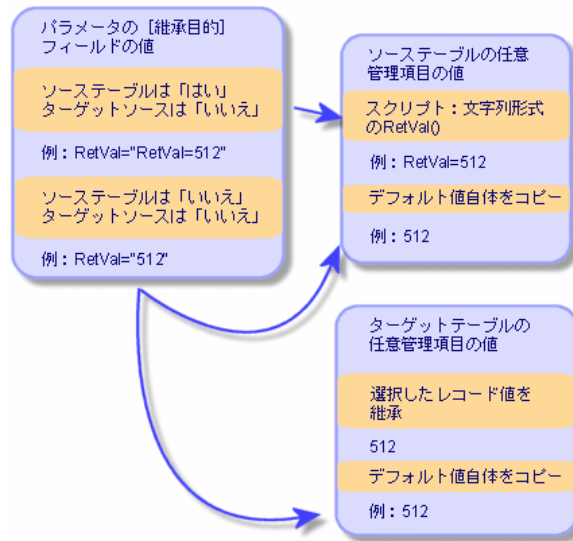 パラメータの [継承目的]
フィールドの値
ソーステーブルは「はい」
ターゲットソースは「いいえ」
例：RetVal="RetVal=512"
ソーステーブルは「いいえ」
ターゲットソースは「いいえ」
例：RetVal="512"
ソーステーブルの任意
管理項目の値
スクリプト：文字列形式
のRetVal()
例：RetVal=512
デフォルト値自体をコピー
例：512
ターゲットテーブルの
任意管理項目の値
選択したレコード値を
継承
512
デフォルト値自体をコピー
例：512